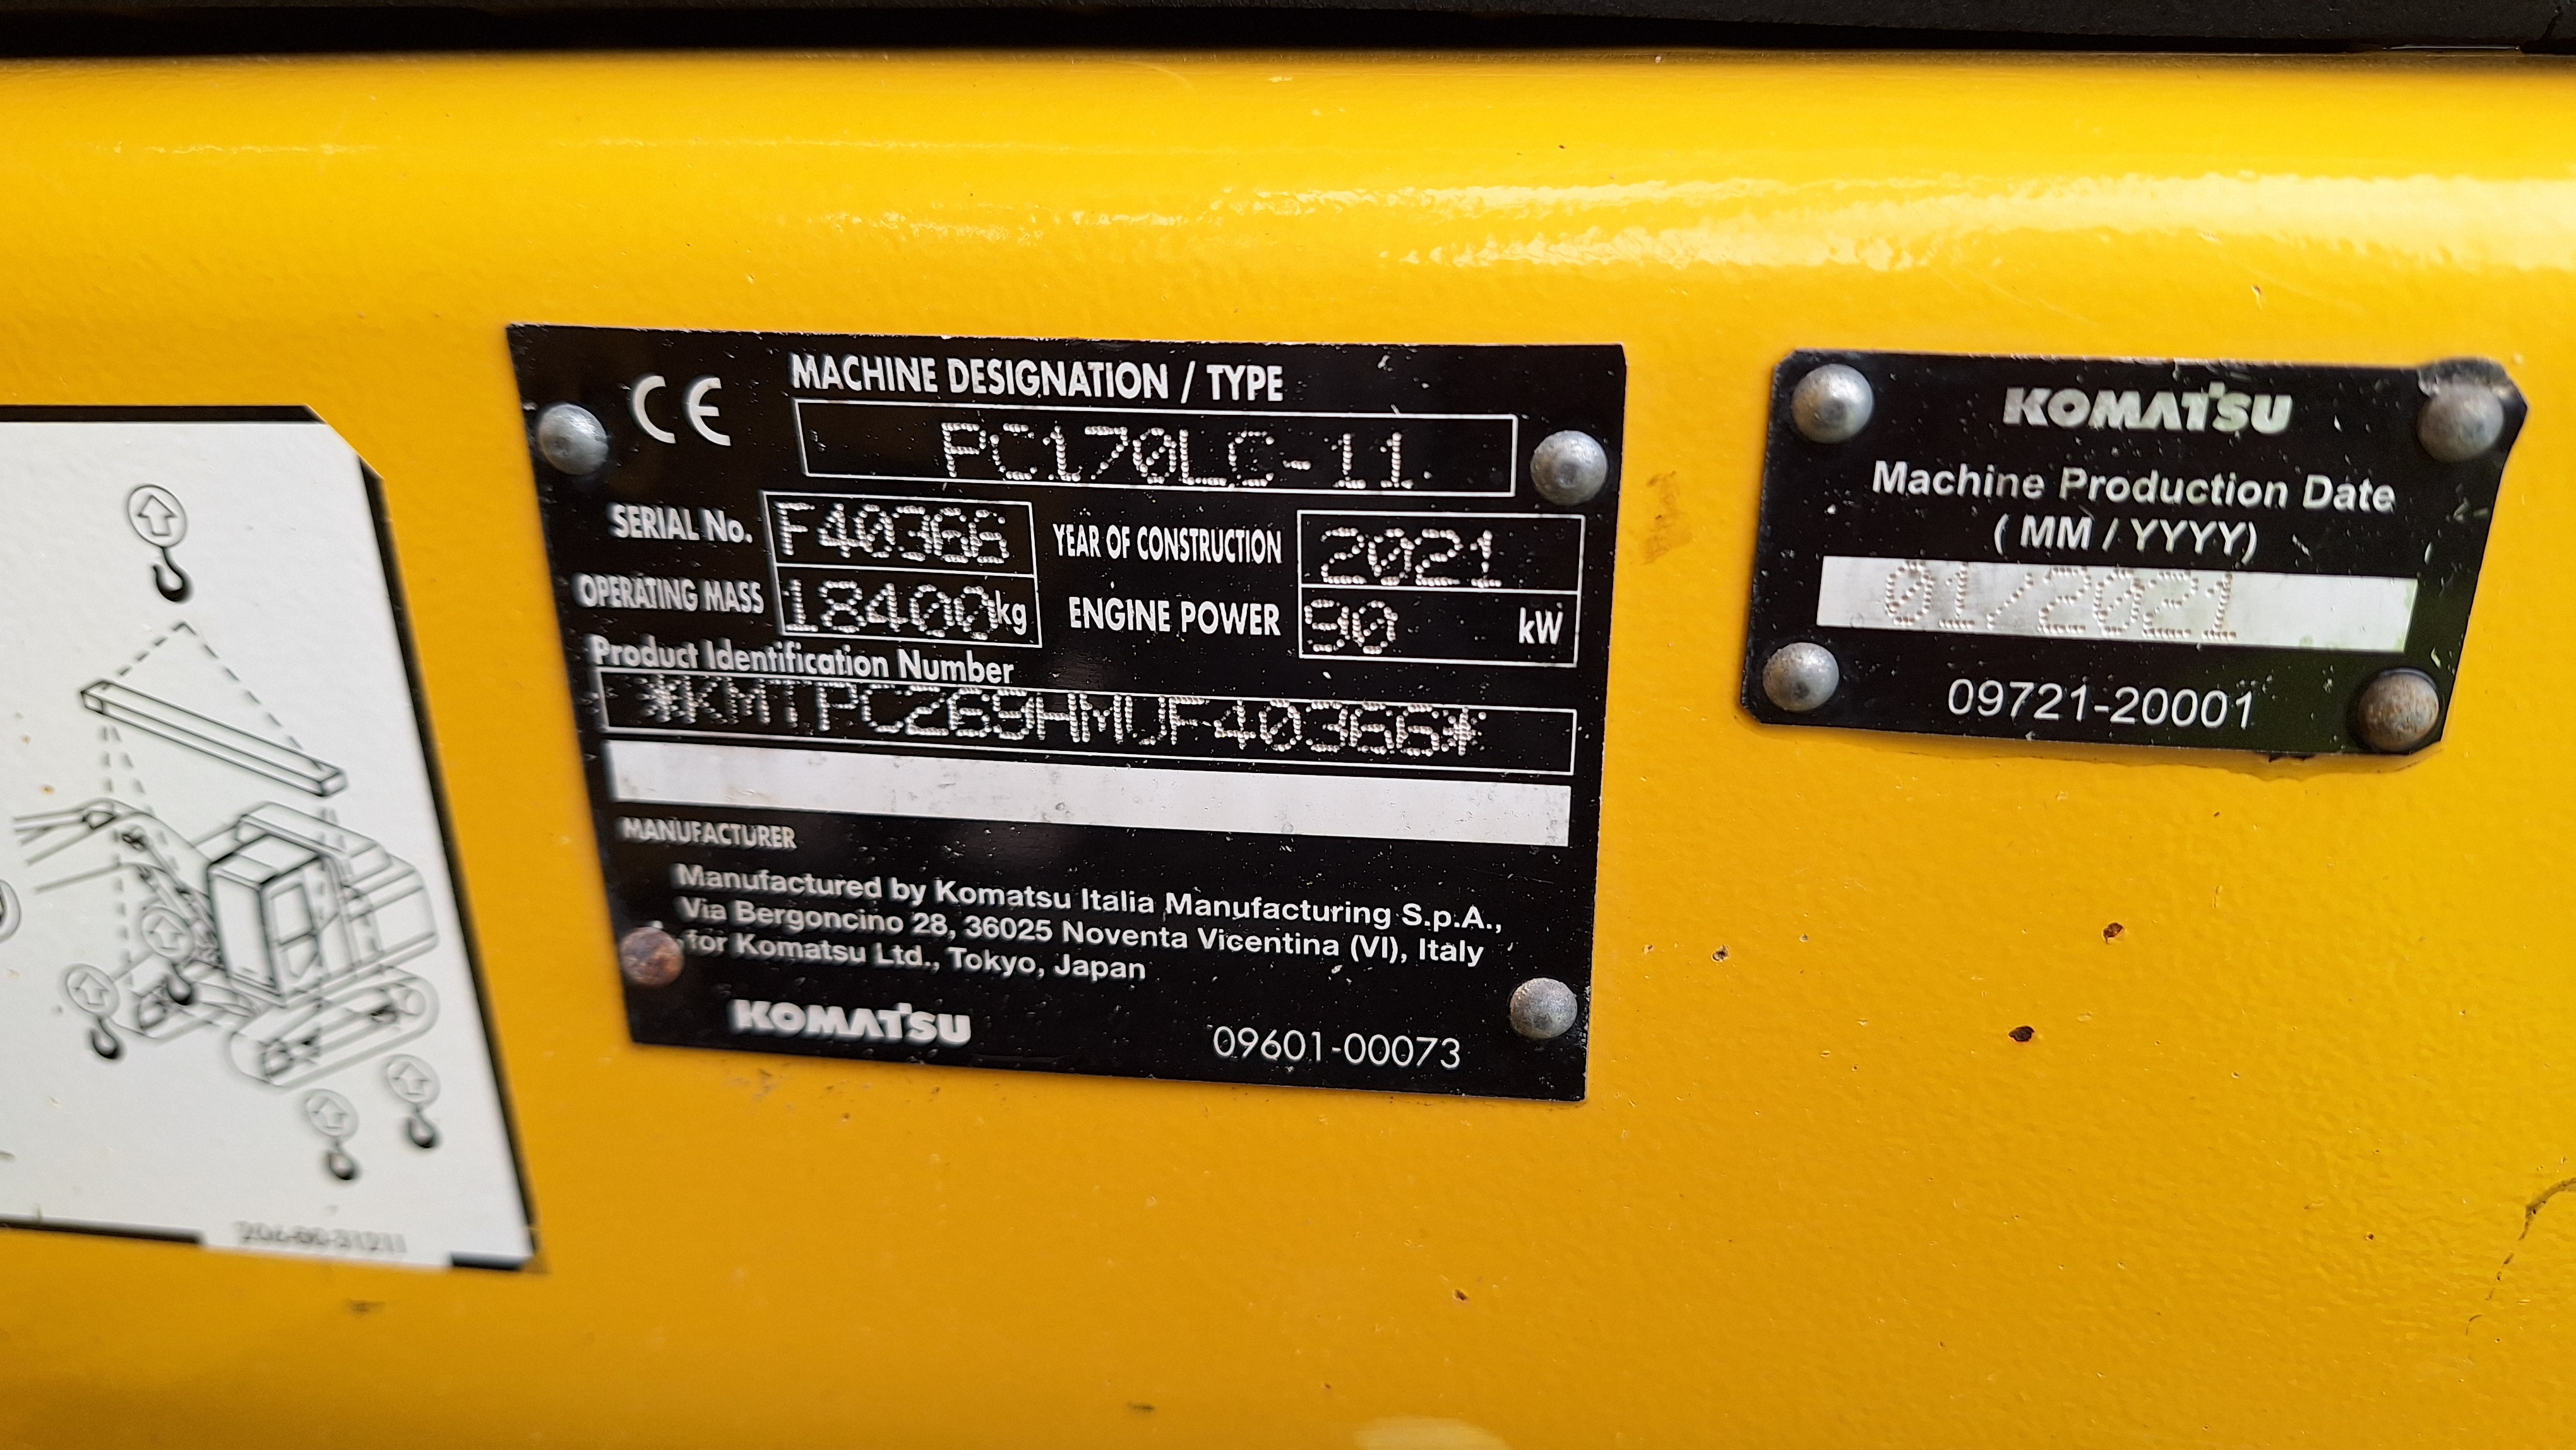 CE
MACHINE DESIGNATION / TYPE
PC170LC-11
SERIAL No. F40366 YEAR OF CONSTRUCTION 2021
OPERATING MASS 18400kg ENGINE POWER 90 kW
Product Identification Number
*KMTPCZ69HMUF40366*
MANUFACTURER
Manufactured by Komatsu Italia Manufacturing S.p.A.,
Via Bergoncino 28, 36025 Noventa Vicentina (VI), Italy
for Komatsu Ltd., Tokyo, Japan
KOMATSU 09601-00073
KOMATSU
Machine Production Date
( MM / YYYY)
01/2021
09721-20001